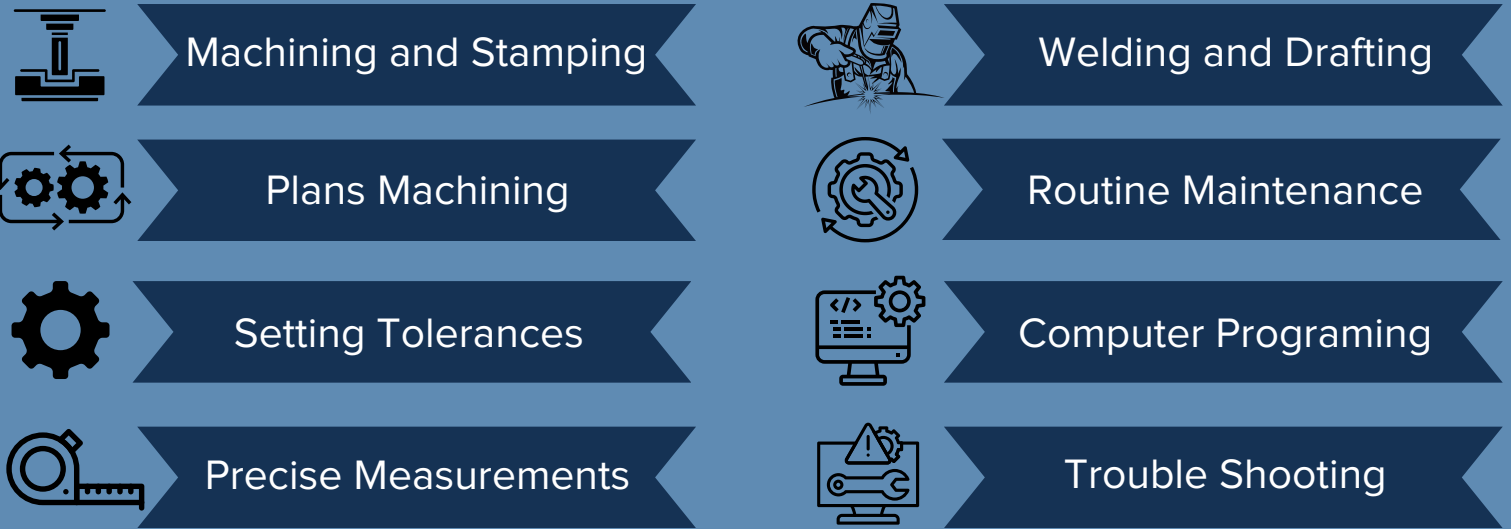 Machining and Stamping
Welding and Drafting
Plans Machining
Routine Maintenance
Setting Tolerances
Computer Programing
Precise Measurements
Trouble Shooting